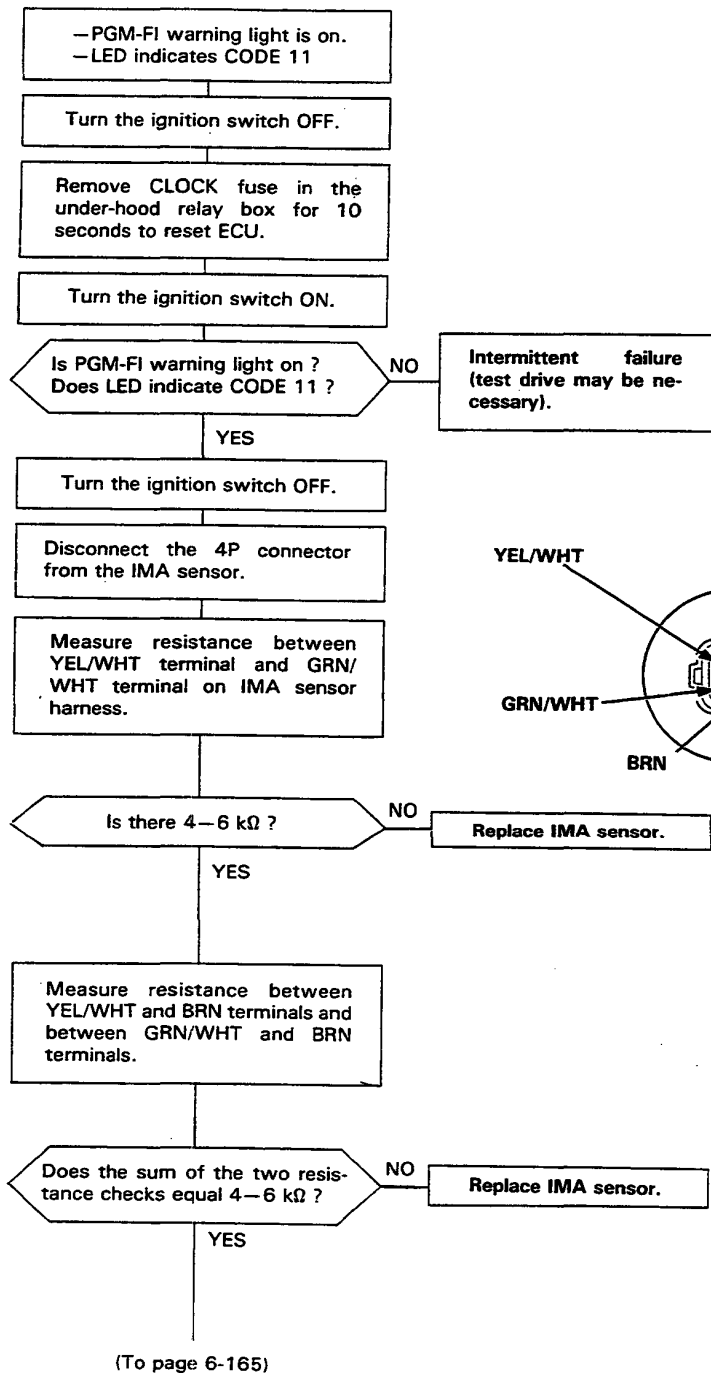 —PGM-FI warning light is on.
—LED indicates CODE 11
Turn the ignition switch OFF.
Remove CLOCK fuse in the
under-hood relay box for 10
seconds to reset ECU.
Turn the ignition switch ON.
Is PGM-FI warning light on ?
Does LED indicate CODE 11 ?
NO
Intermittent failure
(test drive may be ne-
cessary).
YES
Turn the ignition switch OFF.
Disconnect the 4P connector
from the IMA sensor.
Measure resistance between
YEL/WHT terminal and GRN/
WHT terminal on IMA sensor
harness.
YEL/WHT
GRN/WHT
BRN
Is there 4—6 kΩ ?
NO
Replace IMA sensor.
YES
Measure resistance between
YEL/WHT and BRN terminals and
between GRN/WHT and BRN
terminals.
Does the sum of the two resis-
tance checks equal 4—6 kΩ ?
NO
Replace IMA sensor.
YES
(To page 6-165)